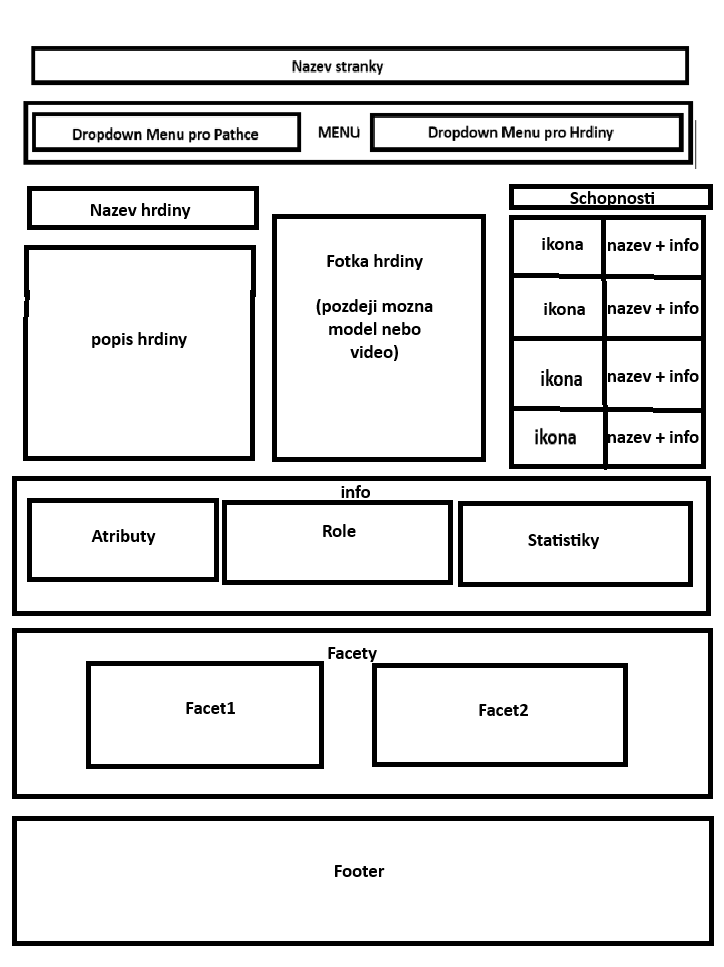 Nazev stranky
Dropdown Menu pro Pathce
MENU
Dropdown Menu pro Hrdiny
Nazev hrdiny
popis hrdiny
Fotka hrdiny
(pozdeji mozna
model nebo
video)
Schopnosti
ikona
nazev + info
ikona
nazev + info
ikona
nazev + info
ikona
nazev + info
info
Atributy
Role
Statistiky
Facety
Facet1
Facet2
Footer